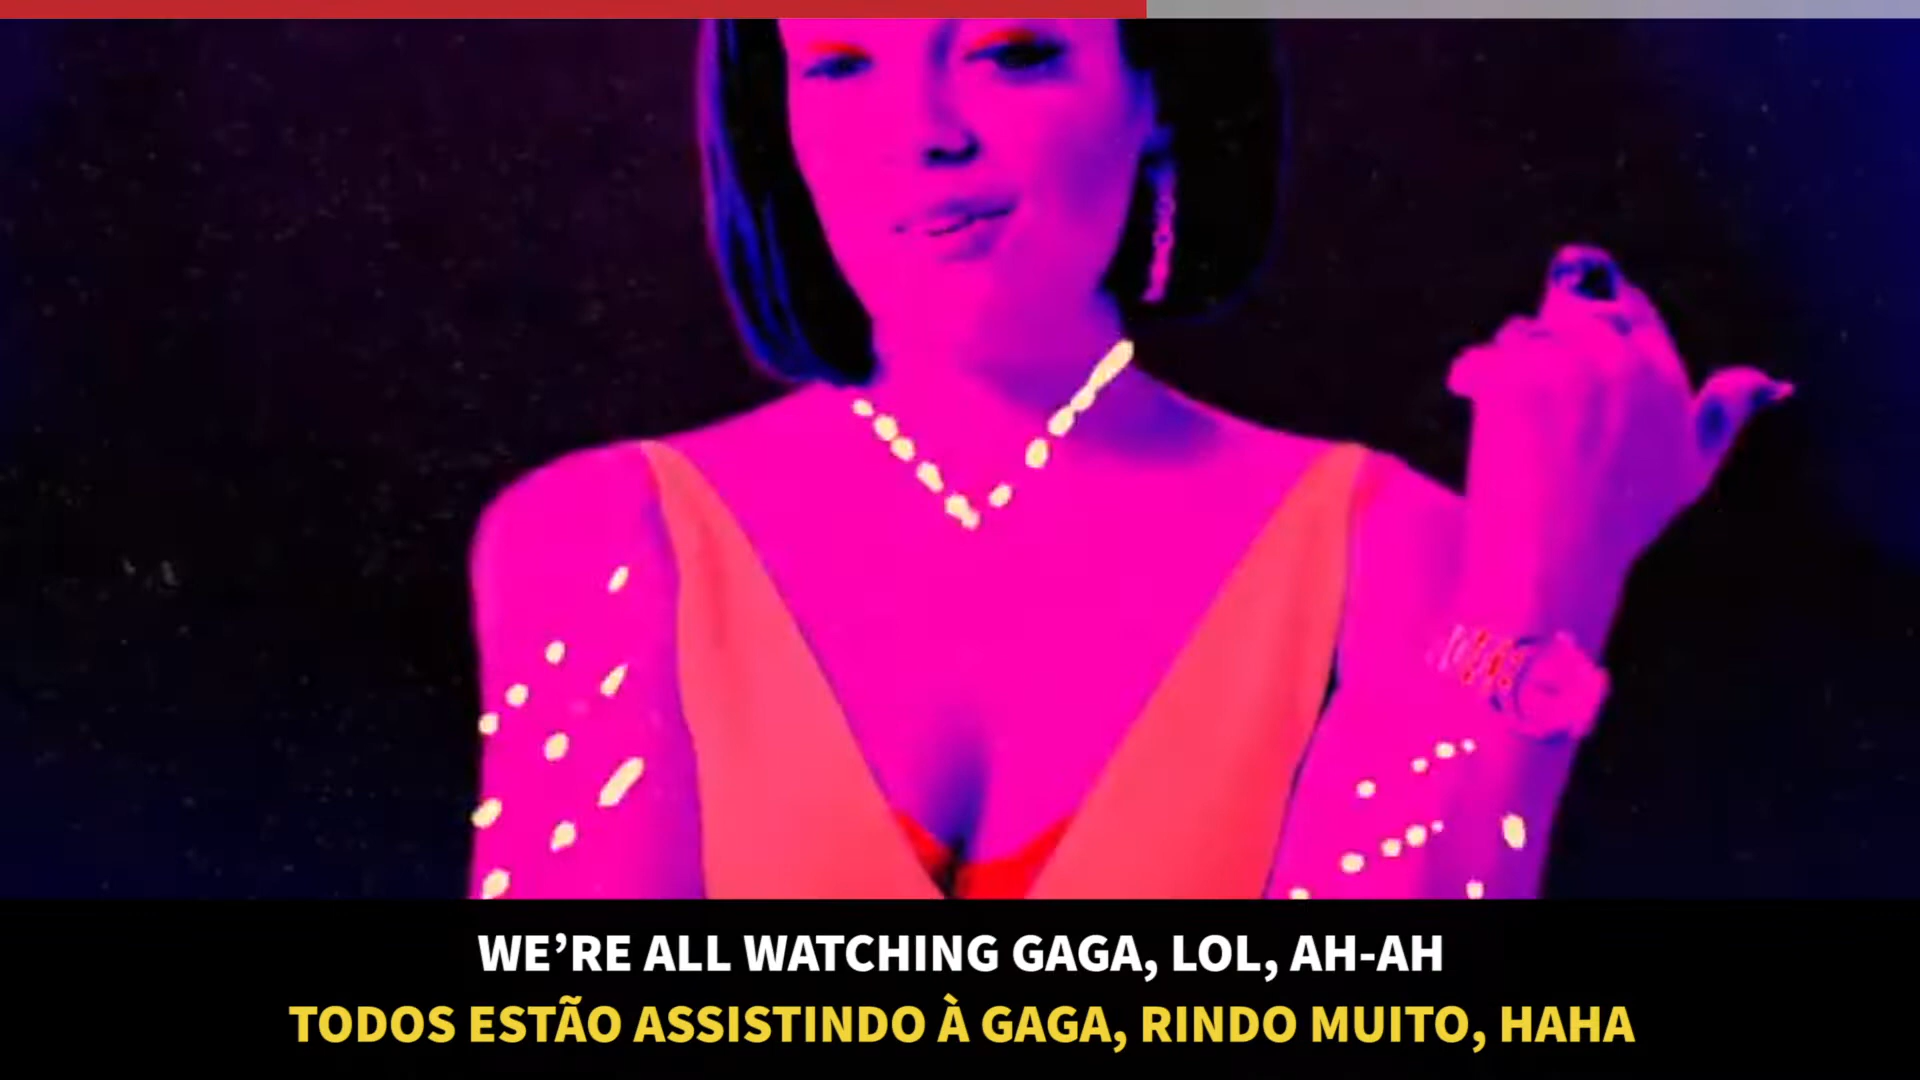 WE’RE ALL WATCHING GAGA, LOL, AH-AH
TODOS ESTÃO ASSISTINDO À GAGA, RINDO MUITO, HAHA